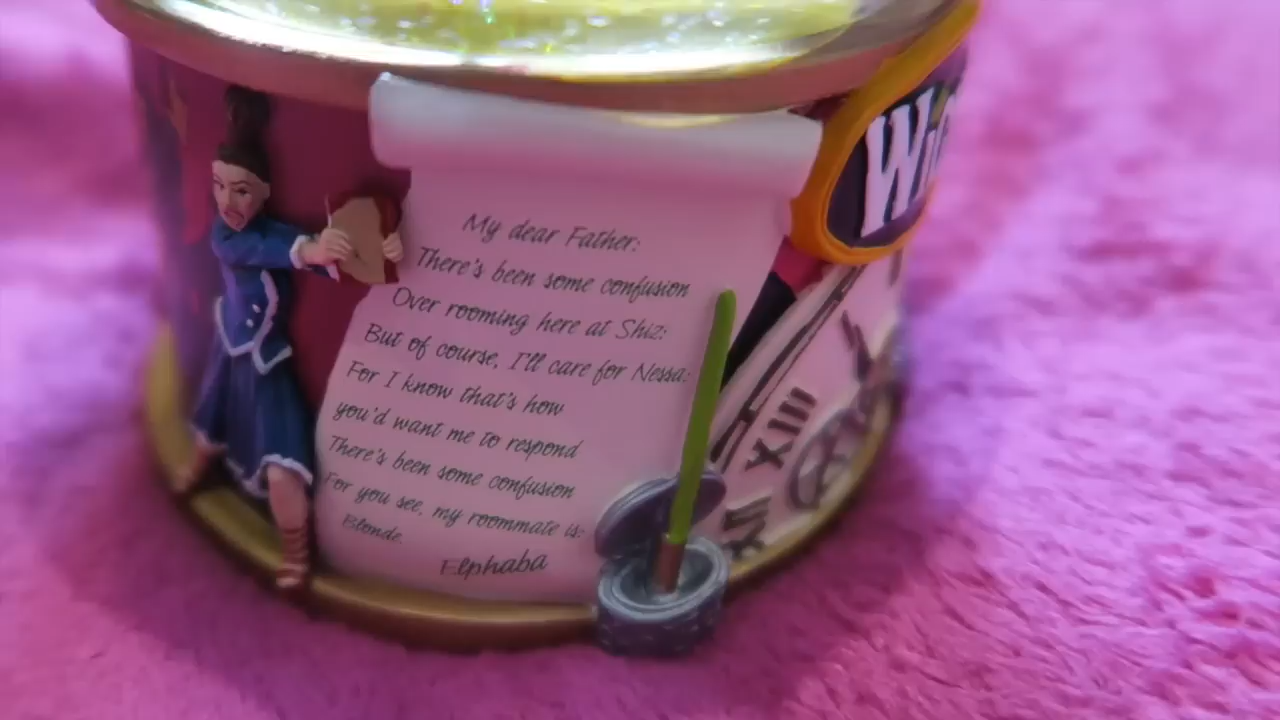 My dear Father:
There's been some confusion
Over rooming here at Shiz:
But of course, I'll care for Nessa:
For I know that's how
you'd want me to respond
There's been some confusion
For you see, my roommate is:
Blonde.
Elphaba
XIII